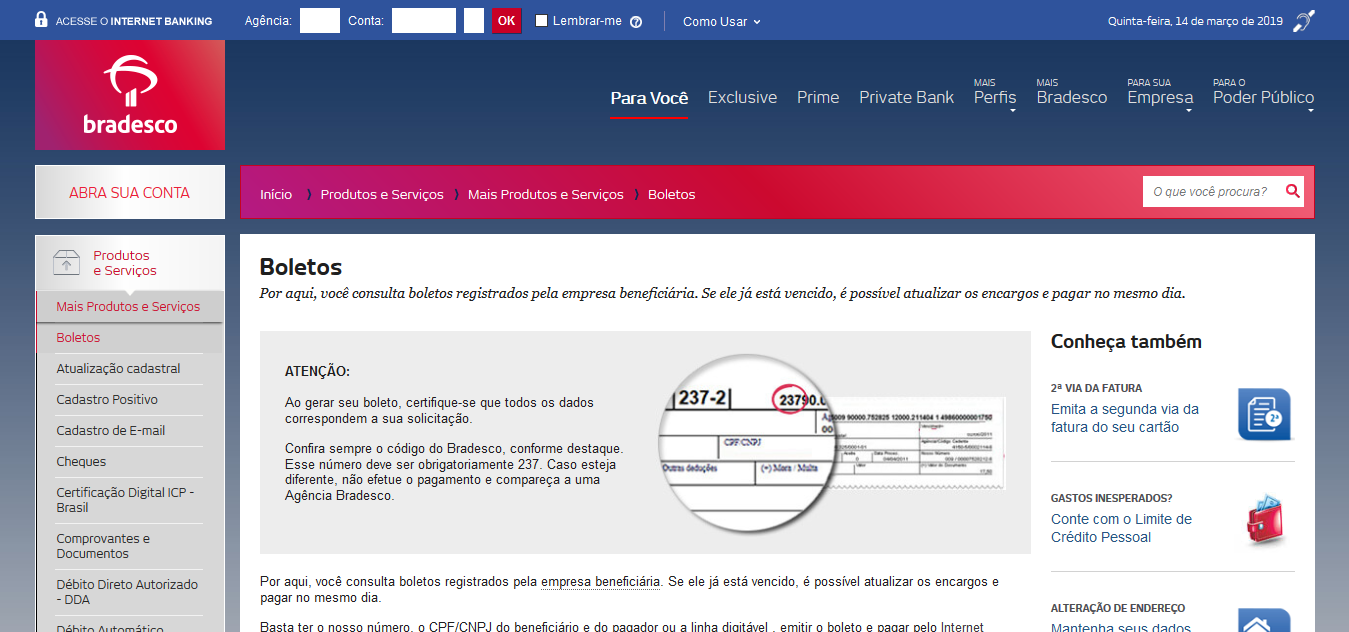 ACESSE O INTERNET BANKING Agência: Conta: OK Lembrar-me ? Como Usar Quinta-feira, 14 de março de 2019
bradesco
Para Você Exclusive Prime Private Bank MAIS Perfis MAIS Bradesco PARA SUA Empresa PARA O Poder Público
ABRA SUA CONTA
Início Produtos e Serviços Mais Produtos e Serviços Boletos O que você procura?
Produtos
e Serviços
Mais Produtos e Serviços
Boletos
Atualização cadastral
Cadastro Positivo
Cadastro de E-mail
Cheques
Certificação Digital ICP -
Brasil
Comprovantes e
Documentos
Débito Direto Autorizado
- DDA
Débito Automático
Boletos
Por aqui, você consulta boletos registrados pela empresa beneficiária. Se ele já está vencido, é possível atualizar os encargos e pagar no mesmo dia.
ATENÇÃO:
Ao gerar seu boleto, certifique-se que todos os dados
correspondem a sua solicitação.
Confira sempre o código do Bradesco, conforme destaque.
Esse número deve ser obrigatoriamente 237. Caso esteja
diferente, não efetue o pagamento e compareça a uma
Agência Bradesco.
237-2 23790.0
CPF/CNPJ
Outras deduções (+) Mora / Multa
Por aqui, você consulta boletos registrados pela empresa beneficiária. Se ele já está vencido, é possível atualizar os encargos e
pagar no mesmo dia.
Basta ter o nosso número, o CPF/CNPJ do beneficiário e do pagador ou a linha digitável , emitir o boleto e pagar pelo Internet
Conheça também
2ª VIA DA FATURA
Emita a segunda via da
fatura do seu cartão
2ª
GASTOS INESPERADOS?
Conte com o Limite de
Crédito Pessoal
ALTERAÇÃO DE ENDEREÇO
Mantenha seus dados